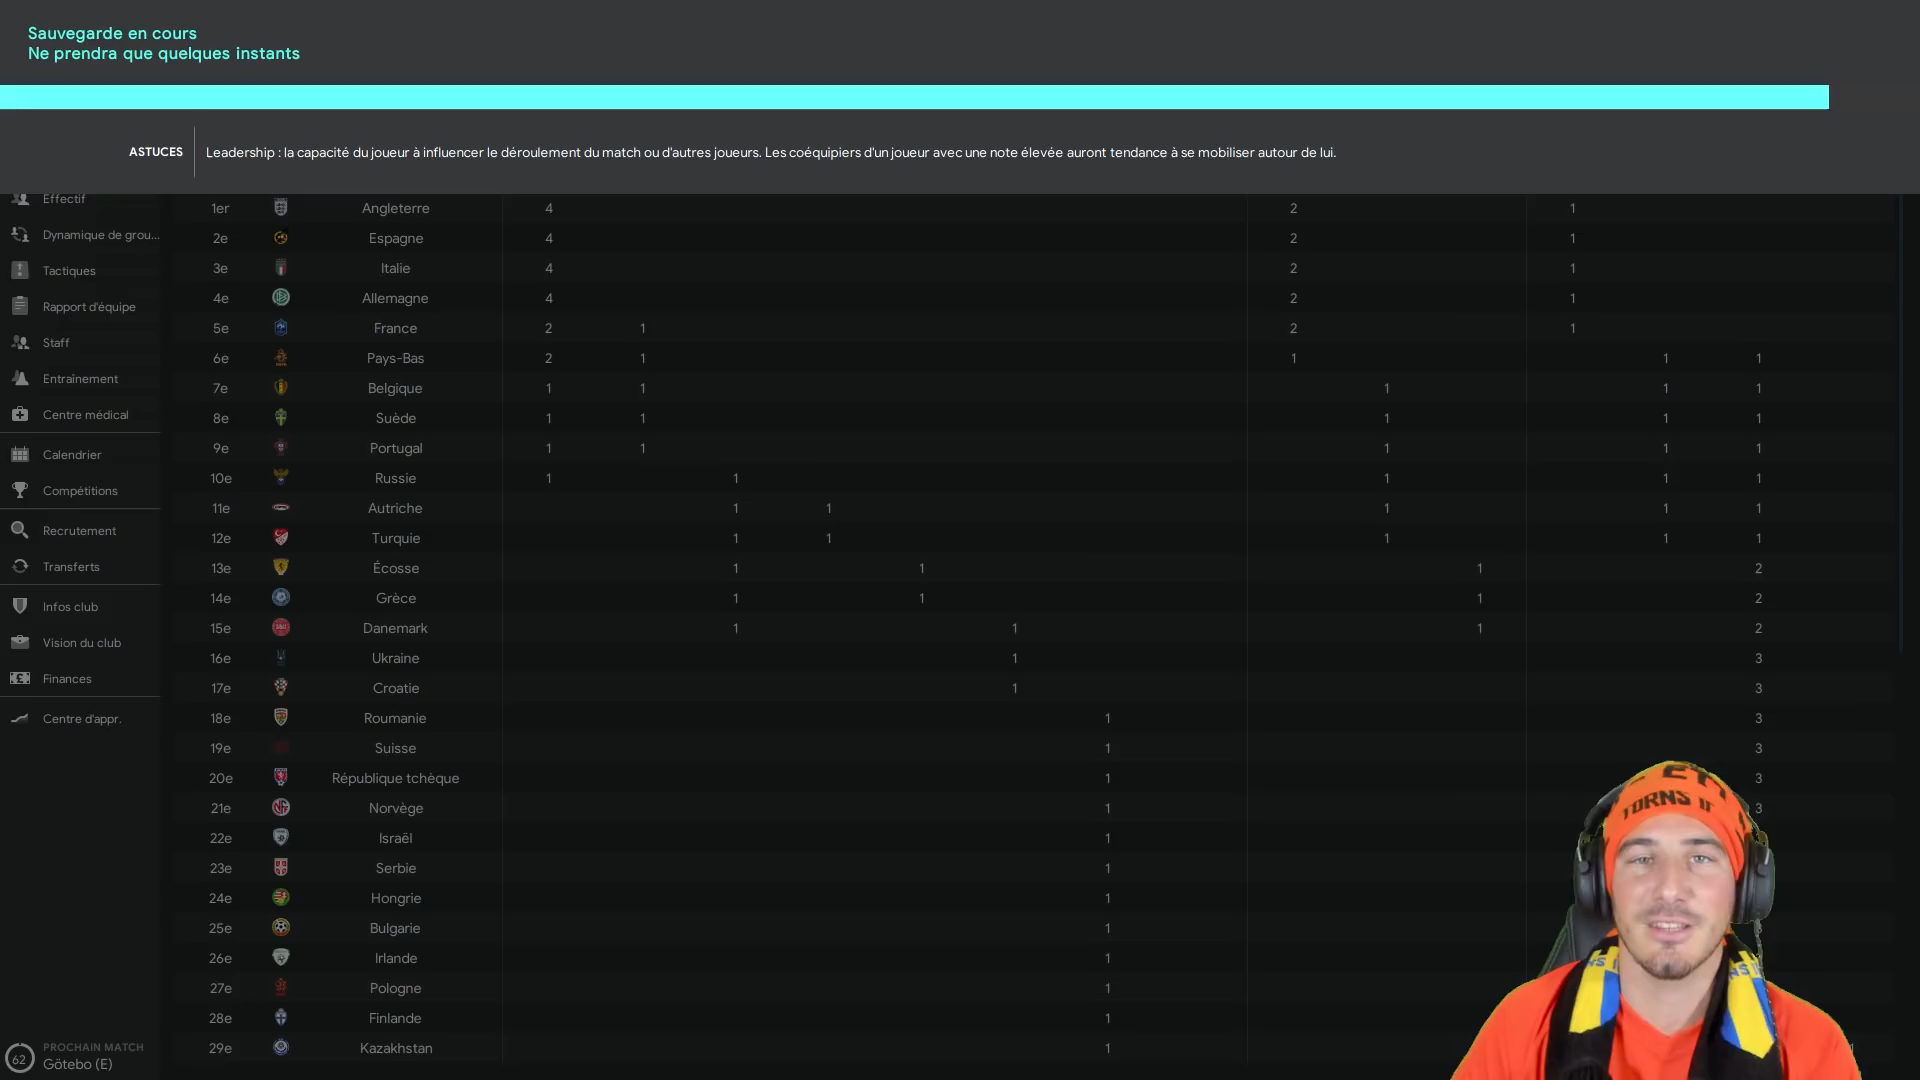 Sauvegarde en cours
Ne prendra que quelques instants
ASTUCES Leadership : la capacité du joueur à influencer le déroulement du match ou d'autres joueurs. Les coéquipiers d'un joueur avec une note élevée auront tendance à se mobiliser autour de lui.
Effectif
Dynamique de grou...
Tactiques
Rapport d'équipe
Staff
Entraînement
Centre médical
Calendrier
Compétitions
Recrutement
Transferts
Infos club
Vision du club
Finances
Centre d'appr.
62 PROCHAIN MATCH
Götebo (E)
1er Angleterre 4 2 1
2e Espagne 4 2 1
3e Italie 4 2 1
4e Allemagne 4 2 1
5e France 2 1 2 1
6e Pays-Bas 2 1 1 1 1
7e Belgique 1 1 1 1 1
8e Suède 1 1 1 1 1
9e Portugal 1 1 1 1 1
10e Russie 1 1 1 1 1
11e Autriche 1 1 1 1 1
12e Turquie 1 1 1 1 1
13e Écosse 1 1 1 2
14e Grèce 1 1 1 2
15e Danemark 1 1 1 2
16e Ukraine 1 3
17e Croatie 1 3
18e Roumanie 1 3
19e Suisse 1 3
20e République tchèque 1 3
21e Norvège 1 3
22e Israël 1
23e Serbie 1
24e Hongrie 1
25e Bulgarie 1
26e Irlande 1
27e Pologne 1
28e Finlande 1
29e Kazakhstan 1